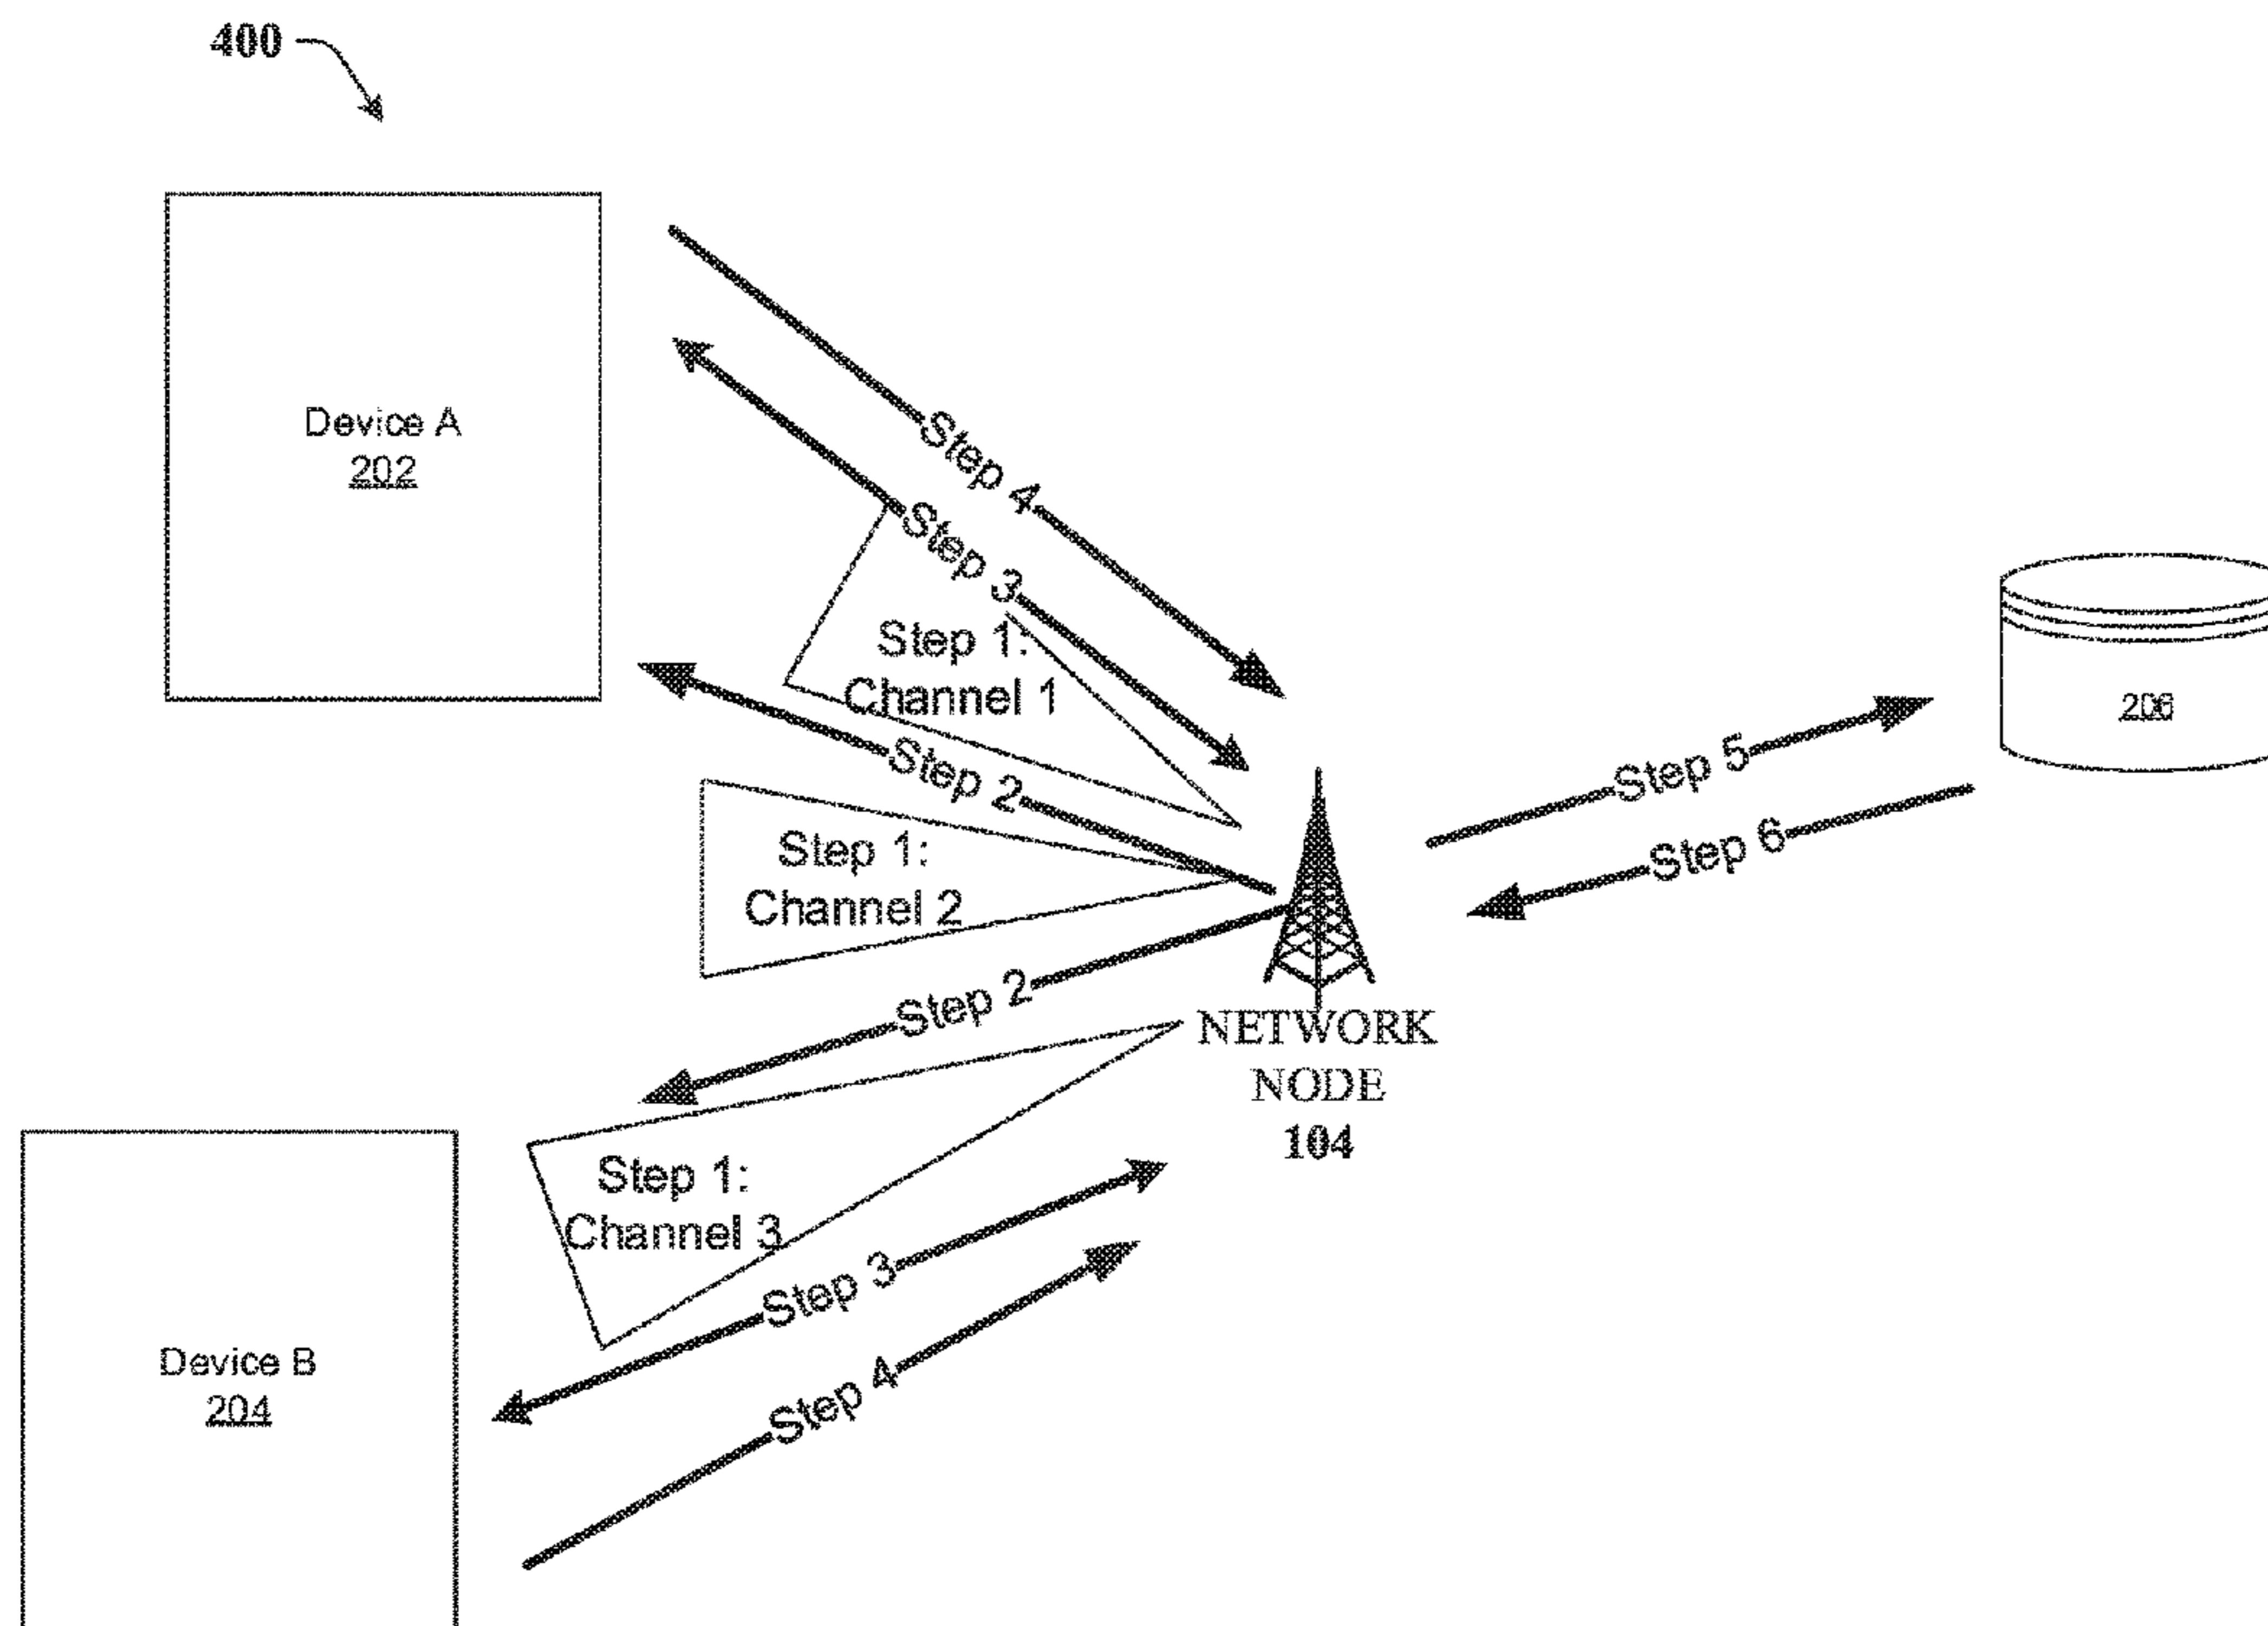 400
Device A
202
Step 4
Step 3
Step 1:
Channel 1
Step 2
Step 1:
Channel 2
Step 2
Step 5
Step 6
206
NETWORK
NODE
104
Step 1:
Channel 3
Step 3
Step 4
Device B
204